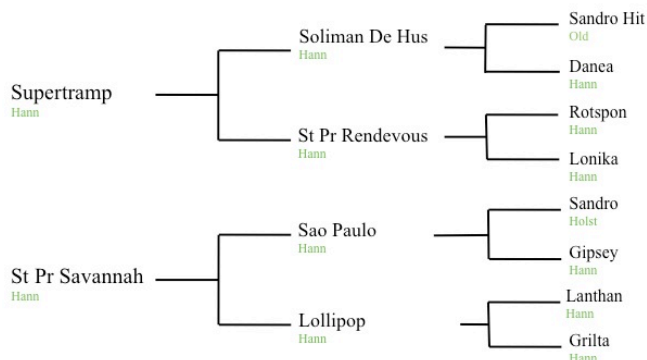 Supertramp
Hann
Soliman De Hus
Hann
Sandro Hit
Old
Danea
Hann
St Pr Rendevous
Hann
Rotspon
Hann
Lonika
Hann
St Pr Savannah
Hann
Sao Paulo
Hann
Sandro
Holst
Gipsey
Hann
Lollipop
Hann
Lanthan
Hann
Grilta
Hann